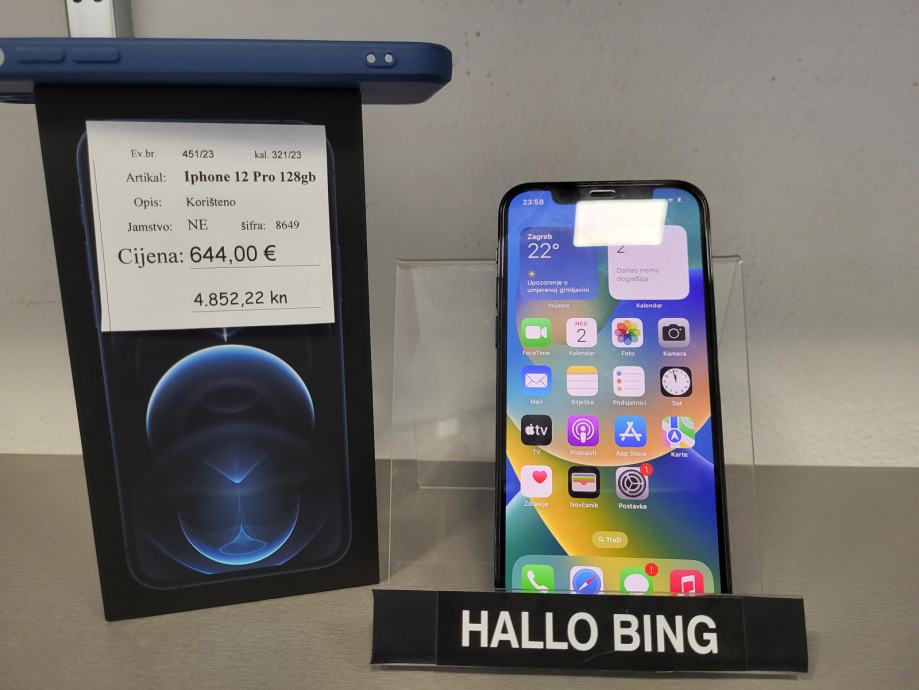 Ev.br. 451/23 kal. 321/23
Artikal: Iphone 12 Pro 128gb
Opis: Korišteno
Jamstvo: NE šifra: 8649
Cijena: 644,00 €
4.852,22 kn
23:58
Zagreb
22°
Upozorenje o
umjerenoj grmljavini
Vrijeme
2
Danas nema
događaja
Kalendar
FaceTime
NED
2
Kalendar
Foto
Kamera
Mail
Bilješke
Podsjetnici
Sat
tv
TV
Podcasti
App Store
Karte
Zdravlje
Novčanik
1
Postavke
Traži
!
HALLO BING